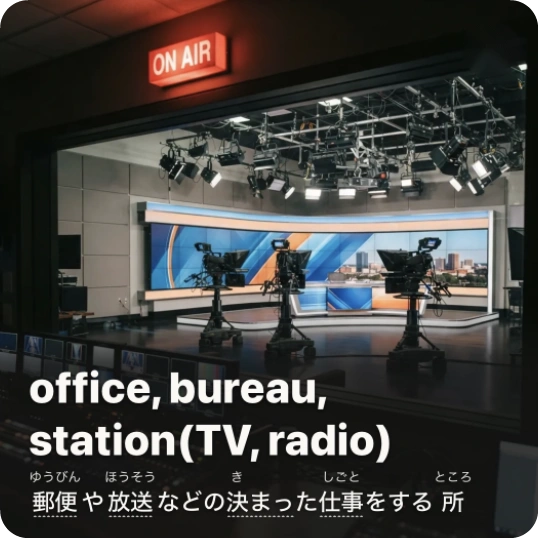 ON AIR
office, bureau,
station(TV, radio)
ゆうびん ほうそう き しごと ところ
郵便や放送などの決まった仕事をする所